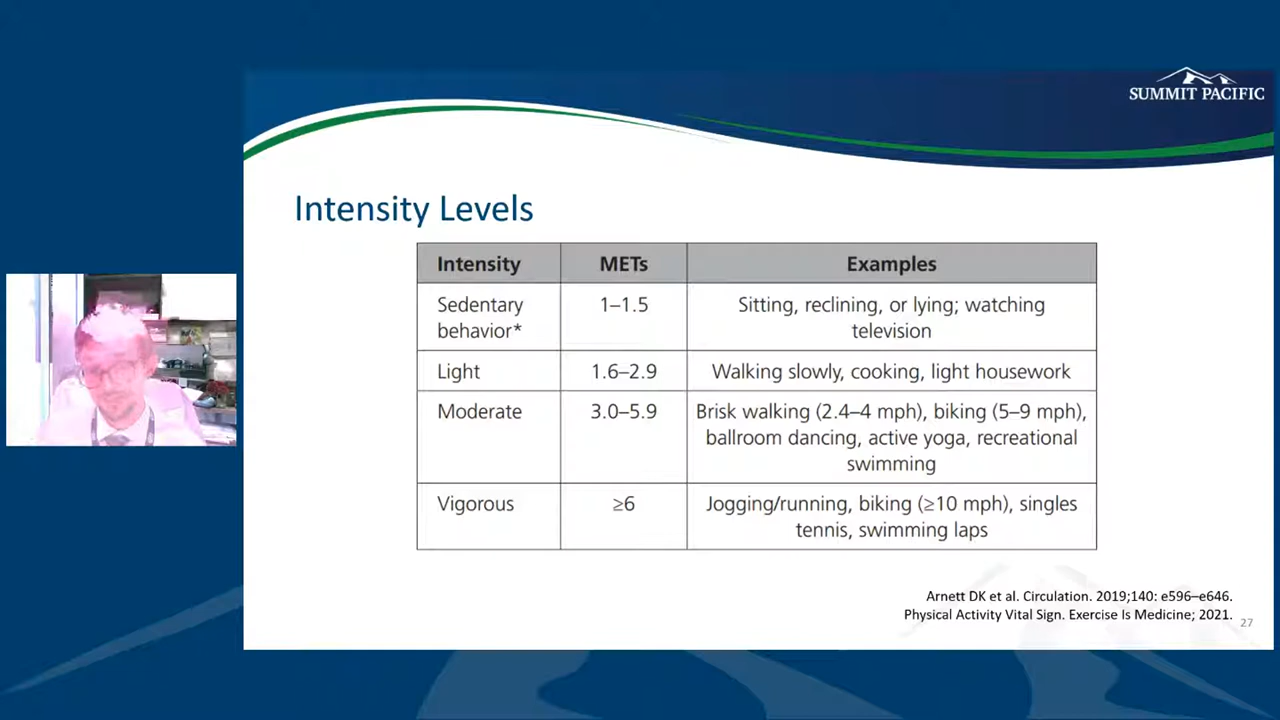 SUMMIT PACIFIC
Intensity Levels
Intensity METs Examples
Sedentary behavior* 1–1.5 Sitting, reclining, or lying; watching television
Light 1.6–2.9 Walking slowly, cooking, light housework
Moderate 3.0–5.9 Brisk walking (2.4–4 mph), biking (5–9 mph), ballroom dancing, active yoga, recreational swimming
Vigorous ≥6 Jogging/running, biking (≥10 mph), singles tennis, swimming laps
Arnett DK et al. Circulation. 2019;140: e596–e646.
Physical Activity Vital Sign. Exercise Is Medicine; 2021.
27